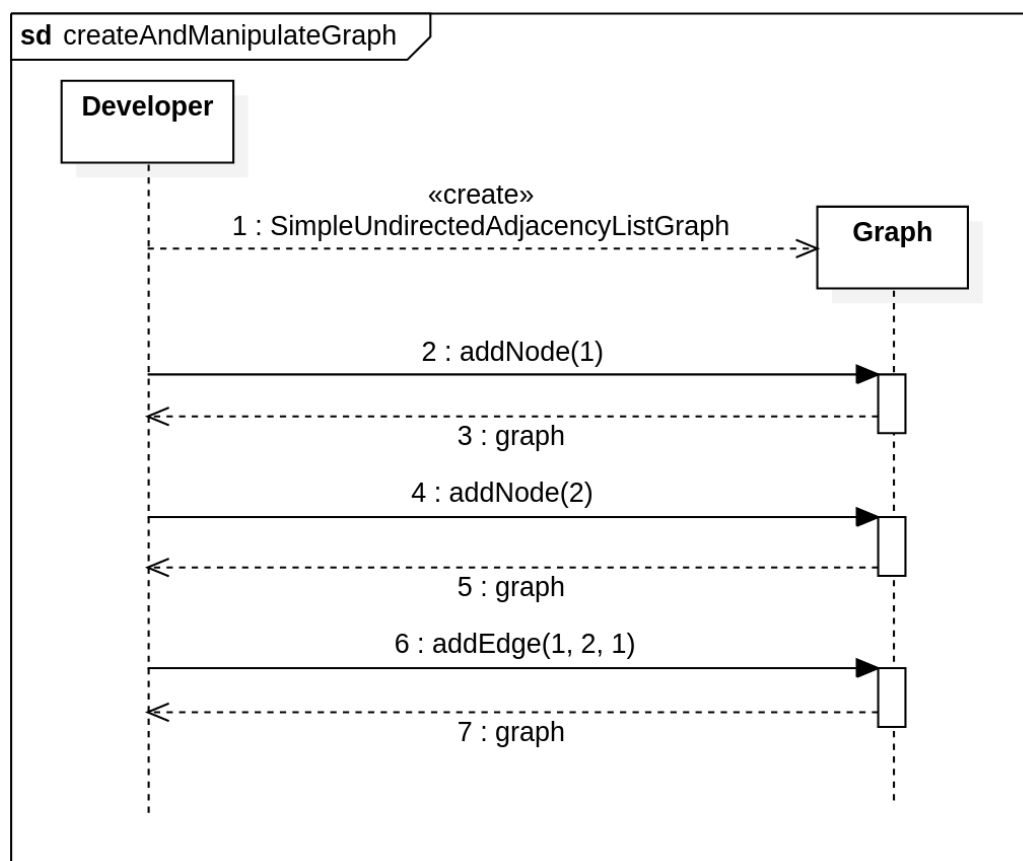 sd createAndManipulateGraph
Developer
«create»
1 : SimpleUndirectedAdjacencyListGraph
Graph
2 : addNode(1)
3 : graph
4 : addNode(2)
5 : graph
6 : addEdge(1, 2, 1)
7 : graph